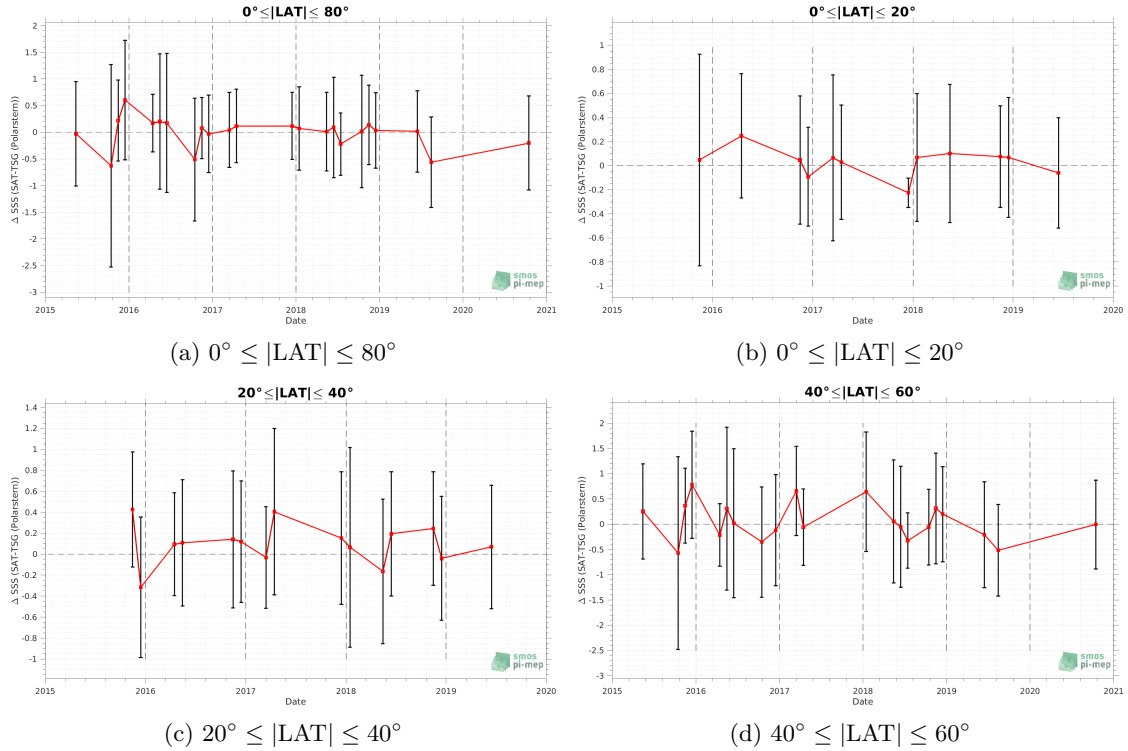 0°≤|LAT|≤ 80°
Δ SSS (SAT-TSG (Polarstern))
2
1.5
1
0.5
0
-0.5
-1
-1.5
-2
-2.5
-3
2015 2016 2017 2018 2019 2020 2021
Date
smos
pi-mep
(a) 0° ≤ |LAT| ≤ 80°
0°≤|LAT|≤ 20°
Δ SSS (SAT-TSG (Polarstern))
1
0.8
0.6
0.4
0.2
0
-0.2
-0.4
-0.6
-0.8
-1
2015 2016 2017 2018 2019 2020
Date
smos
pi-mep
(b) 0° ≤ |LAT| ≤ 20°
20°≤|LAT|≤ 40°
Δ SSS (SAT-TSG (Polarstern))
1.4
1.2
1
0.8
0.6
0.4
0.2
0
-0.2
-0.4
-0.6
-0.8
-1
2015 2016 2017 2018 2019 2020
Date
smos
pi-mep
(c) 20° ≤ |LAT| ≤ 40°
40°≤|LAT|≤ 60°
Δ SSS (SAT-TSG (Polarstern))
2
1.5
1
0.5
0
-0.5
-1
-1.5
-2
-2.5
-3
2015 2016 2017 2018 2019 2020 2021
Date
smos
pi-mep
(d) 40° ≤ |LAT| ≤ 60°